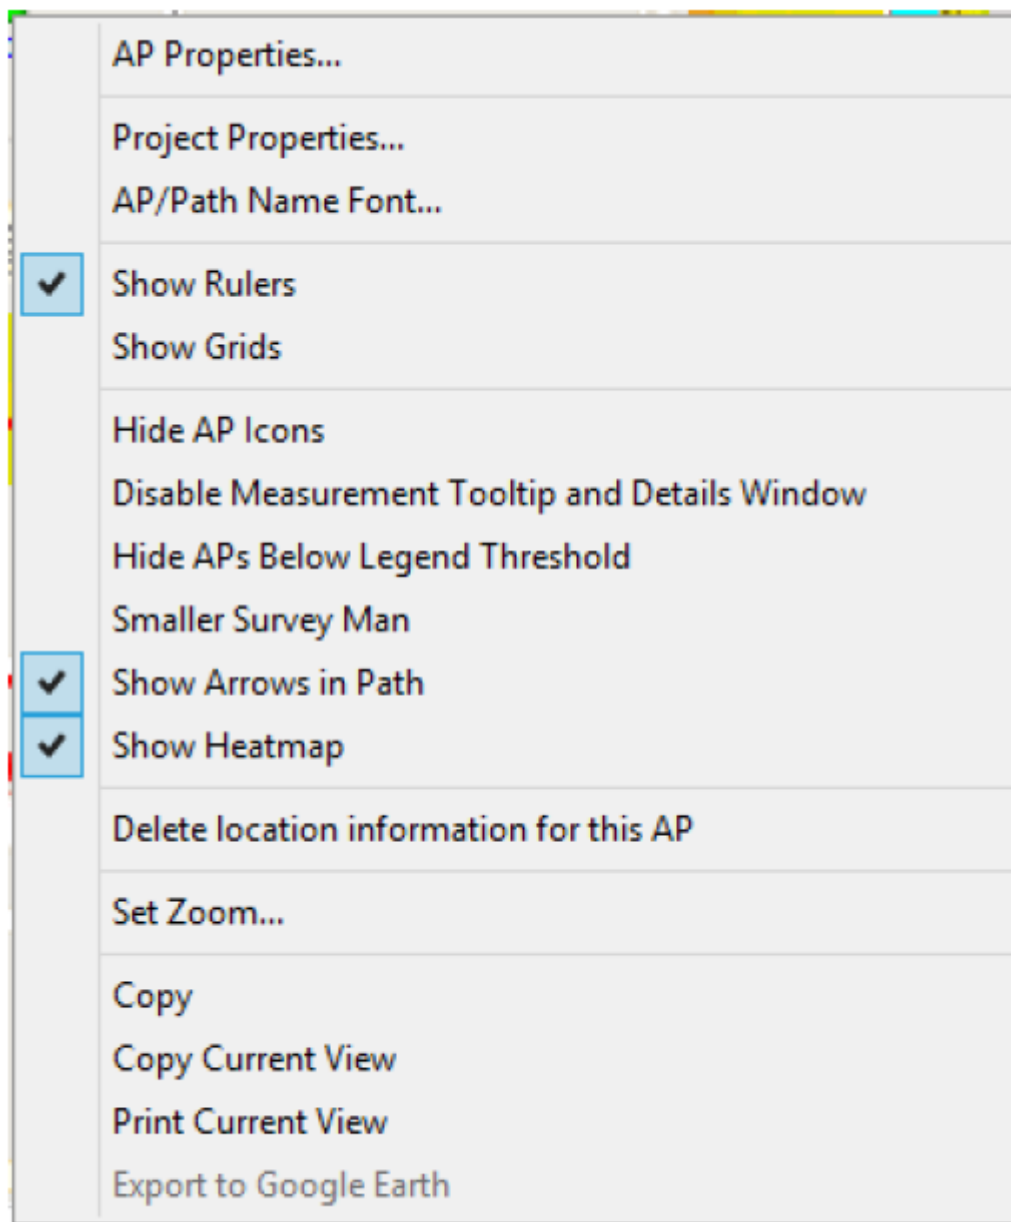 AP Properties...
Project Properties...
AP/Path Name Font...
Show Rulers
Show Grids
Hide AP Icons
Disable Measurement Tooltip and Details Window
Hide APs Below Legend Threshold
Smaller Survey Man
Show Arrows in Path
Show Heatmap
Delete location information for this AP
Set Zoom...
Copy
Copy Current View
Print Current View
Export to Google Earth